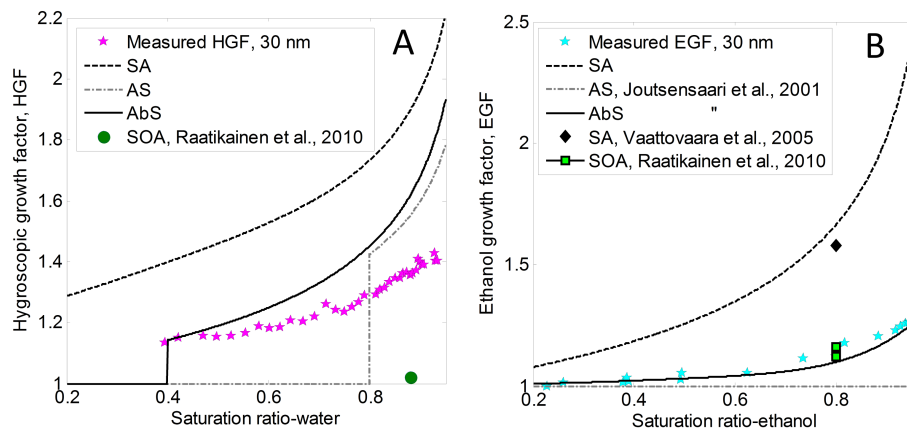 A
Measured HGF, 30 nm
SA
AS
AbS
SOA, Raatikainen et al., 2010
Hygroscopic growth factor, HGF
2.2
2
1.8
1.6
1.4
1.2
1
0.2 0.4 0.6 0.8
Saturation ratio-water
B
Measured EGF, 30 nm
SA
AS, Joutsensaari et al., 2001
AbS "
SA, Vaattovaara et al., 2005
SOA, Raatikainen et al., 2010
Ethanol growth factor, EGF
2.5
2
1.5
1
0.2 0.4 0.6 0.8
Saturation ratio-ethanol